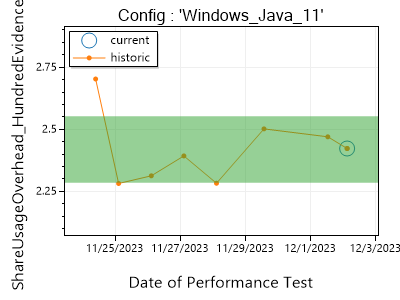 Config : 'Windows_Java_11'
current
historic
ShareUsageOverhead_HundredEvidence
2.75
2.5
2.25
11/25/2023
11/27/2023
11/29/2023
12/1/2023
12/3/2023
Date of Performance Test